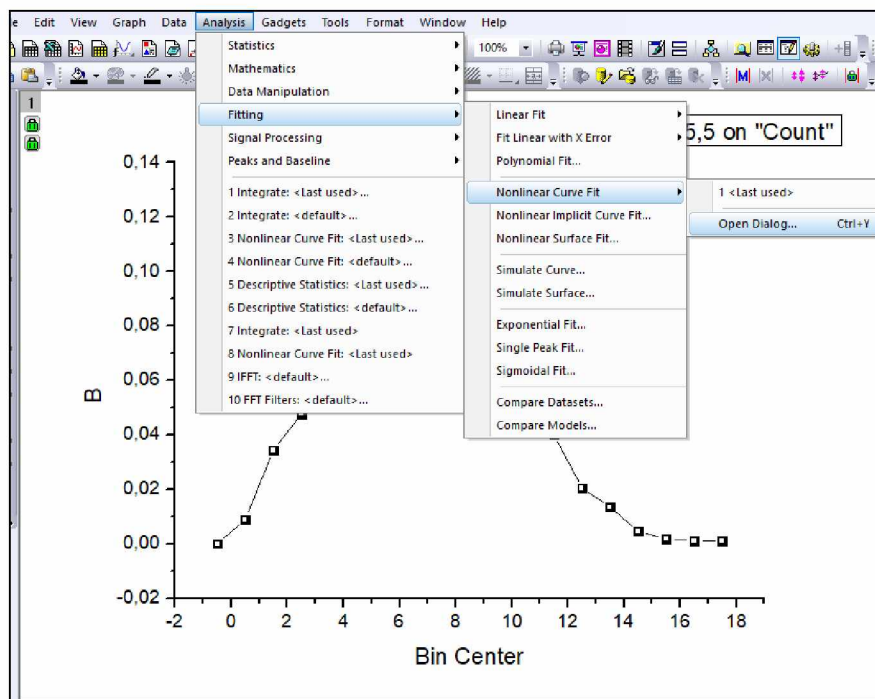 Edit View Graph Data Analysis Gadgets Tools Format Window Help
100%
1
Statistics
Mathematics
Data Manipulation
Fitting
Signal Processing
Peaks and Baseline
1 Integrate: <Last used> ...
2 Integrate: <default> ...
3 Nonlinear Curve Fit: <Last used> ...
4 Nonlinear Curve Fit: <default> ...
5 Descriptive Statistics: <Last used> ...
6 Descriptive Statistics: <default> ...
7 Integrate: <Last used>
8 Nonlinear Curve Fit: <Last used>
9 IFFT: <default> ...
10 FFT Filters: <default> ...
Linear Fit
Fit Linear with X Error
Polynomial Fit...
Nonlinear Curve Fit
Nonlinear Implicit Curve Fit...
Nonlinear Surface Fit...
Simulate Curve...
Simulate Surface...
Exponential Fit...
Single Peak Fit...
Sigmoidal Fit...
Compare Datasets...
Compare Models...
1 <Last used>
Open Dialog... Ctrl+Y
5,5 on "Count"
0,14
0,12
0,10
0,08
0,06
0,04
0,02
0,00
-0,02
B
-2 0 2 4 6 8 10 12 14 16 18
Bin Center